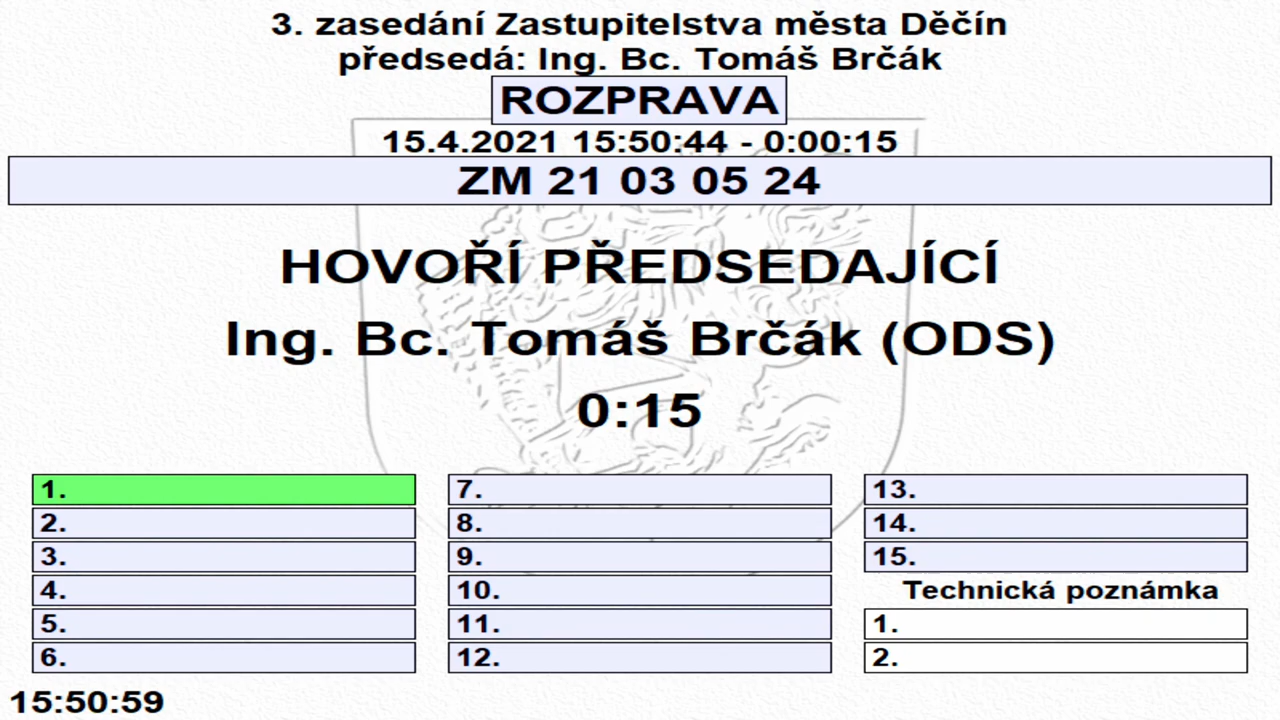 3. zasedání Zastupitelstva města Děčín
předsedá: Ing. Bc. Tomáš Brčák
ROZPRAVA
15.4.2021 15:50:44 - 0:00:15
ZM 21 03 05 24
HOVOŘÍ PŘEDSEDAJÍCÍ
Ing. Bc. Tomáš Brčák (ODS)
0:15
1.
2.
3.
4.
5.
6.
7.
8.
9.
10.
11.
12.
13.
14.
15.
Technická poznámka
1.
2.
15:50:59